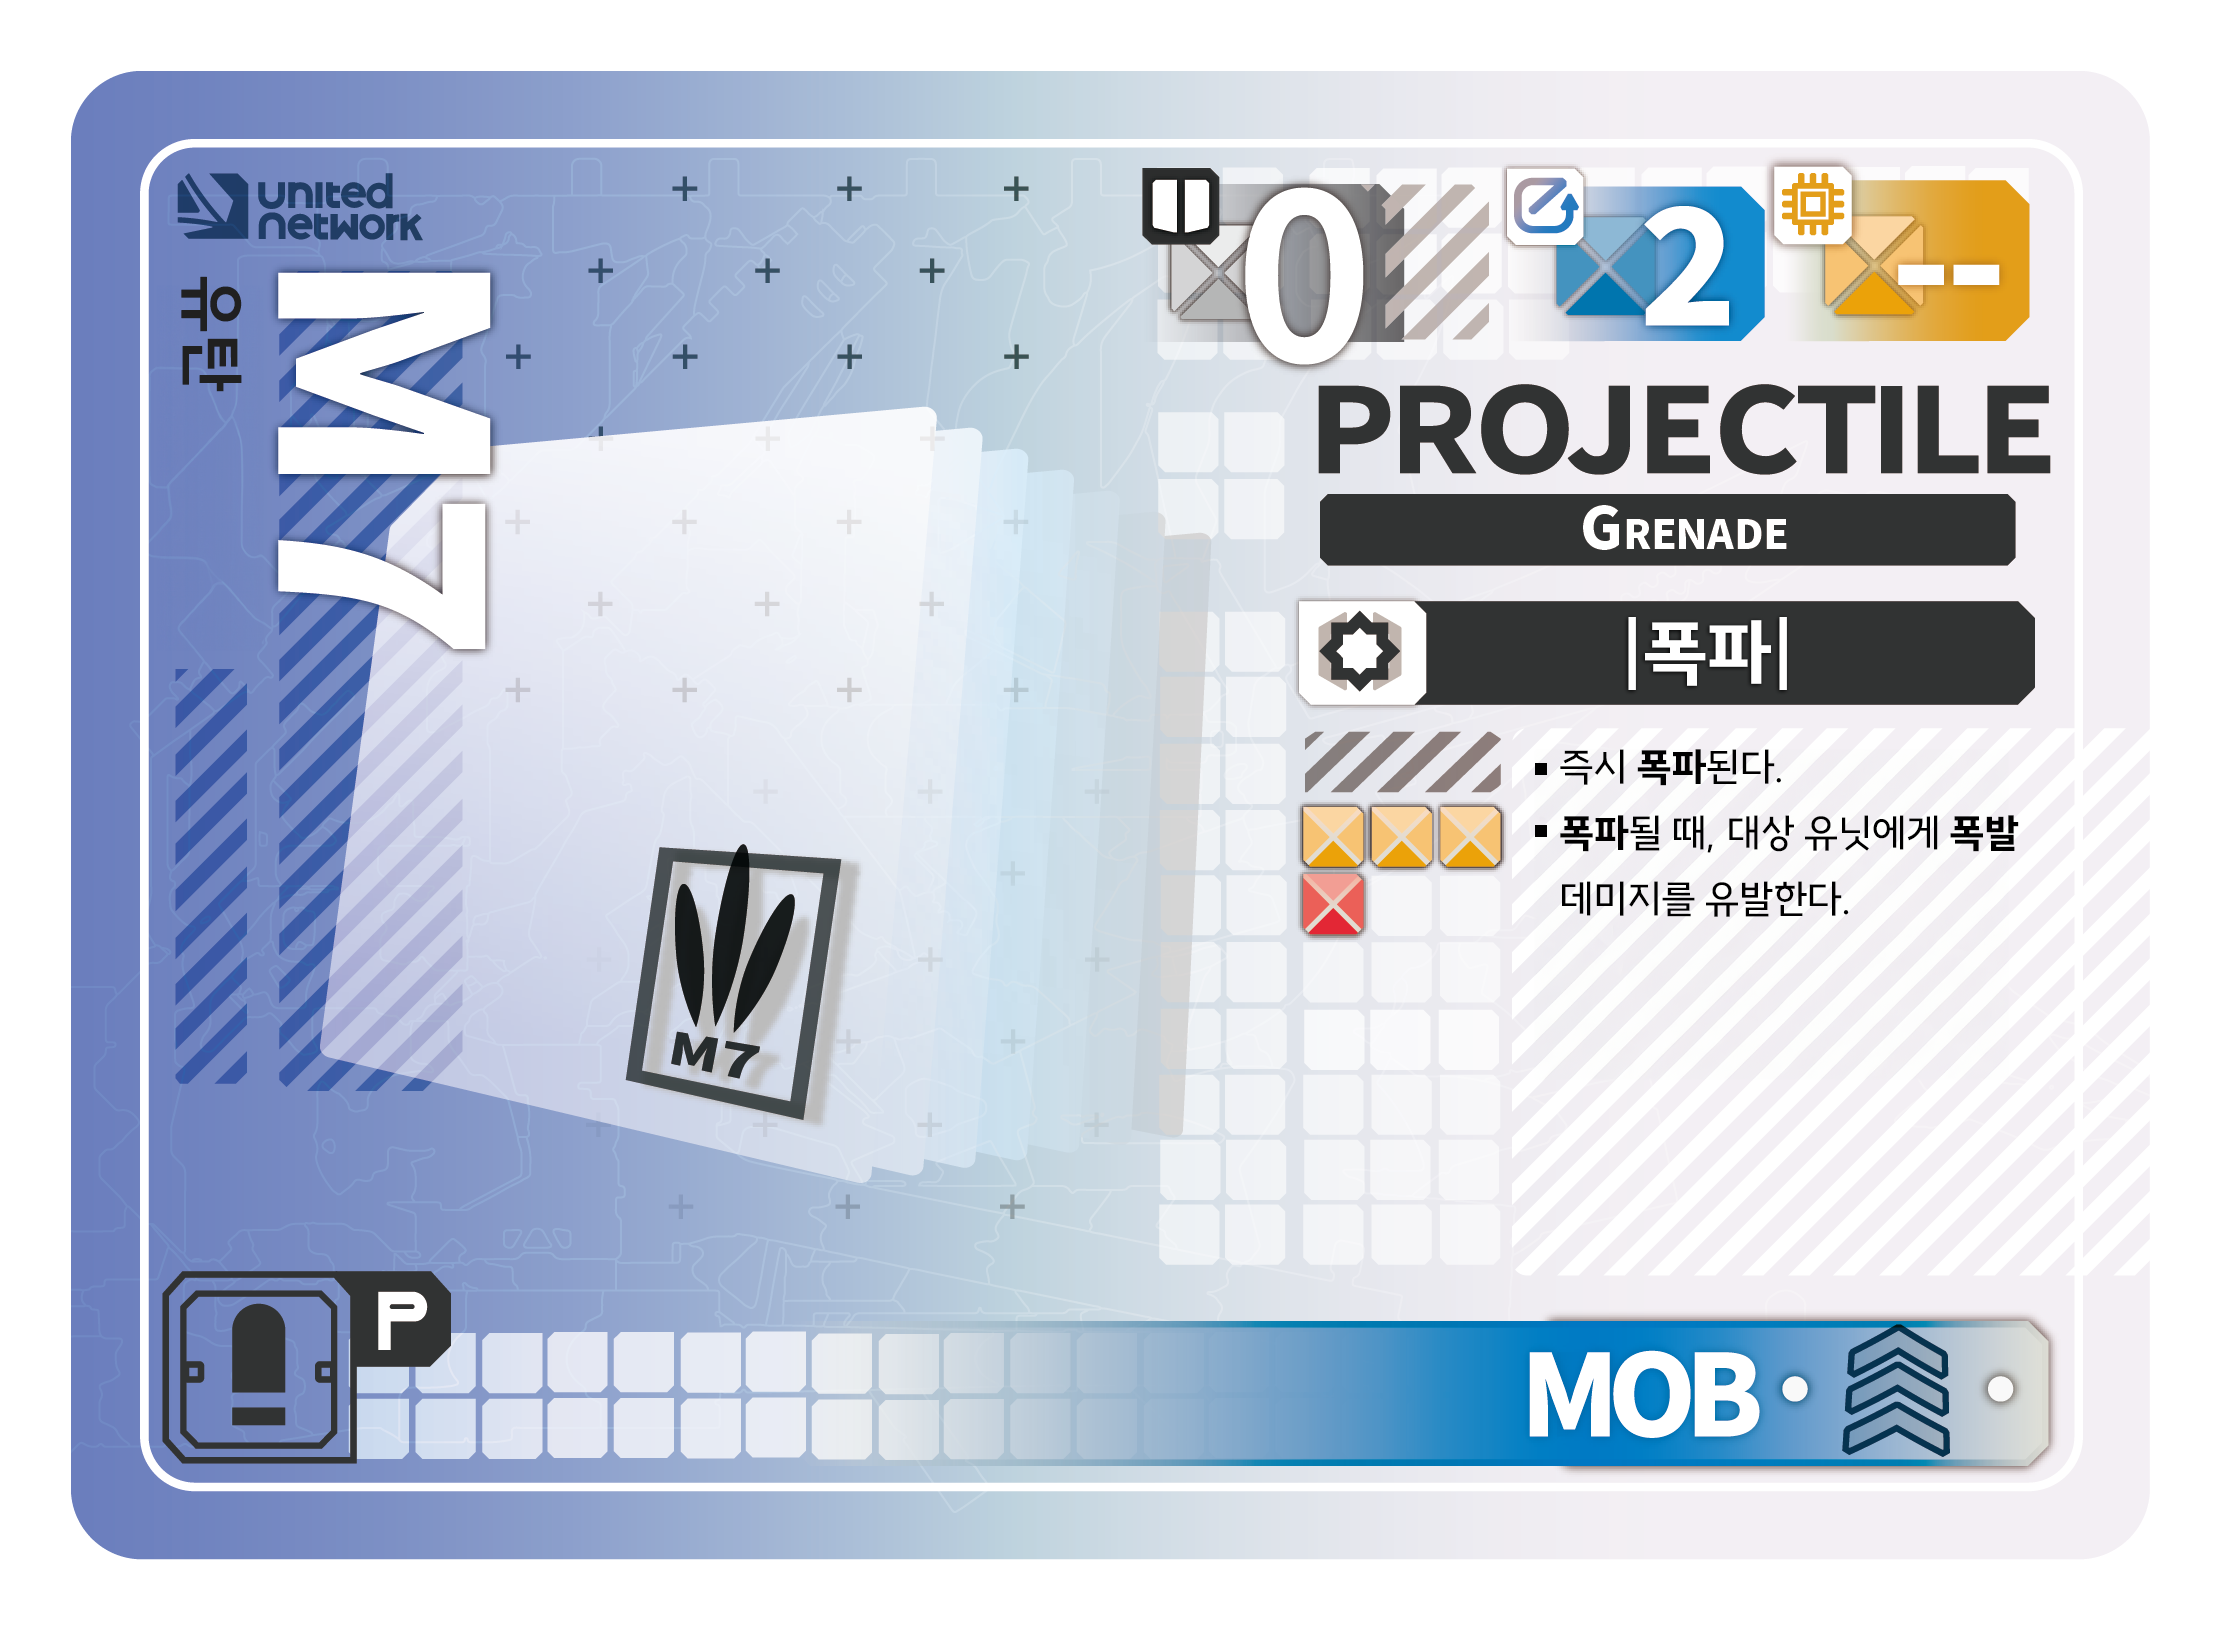 united
network
유탄
M7
0
2
--
PROJECTILE
GRENADE
|폭파|
▪ 즉시 폭파된다.
▪ 폭파될 때, 대상 유닛에게 폭발
데미지를 유발한다.
M7
P
MOB